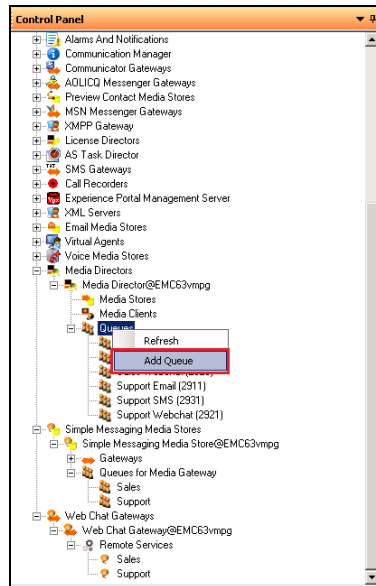 Control Panel
Alarms And Notifications
Communication Manager
Communicator Gateways
AOLICQ Messenger Gateways
Preview Contact Media Stores
MSN Messenger Gateways
XMPP Gateway
License Directors
AS Task Director
SMS Gateways
Call Recorders
Experience Portal Management Server
XML Servers
Email Media Stores
Virtual Agents
Voice Media Stores
Media Directors
Media Director@EMC63vmpg
Media Stores
Media Clients
Queues
Refresh
Add Queue
Support Email (2911)
Support SMS (2931)
Support Webchat (2921)
Simple Messaging Media Stores
Simple Messaging Media Store@EMC63vmpg
Gateways
Queues for Media Gateway
Sales
Support
Web Chat Gateways
Web Chat Gateway@EMC63vmpg
Remote Services
Sales
Support